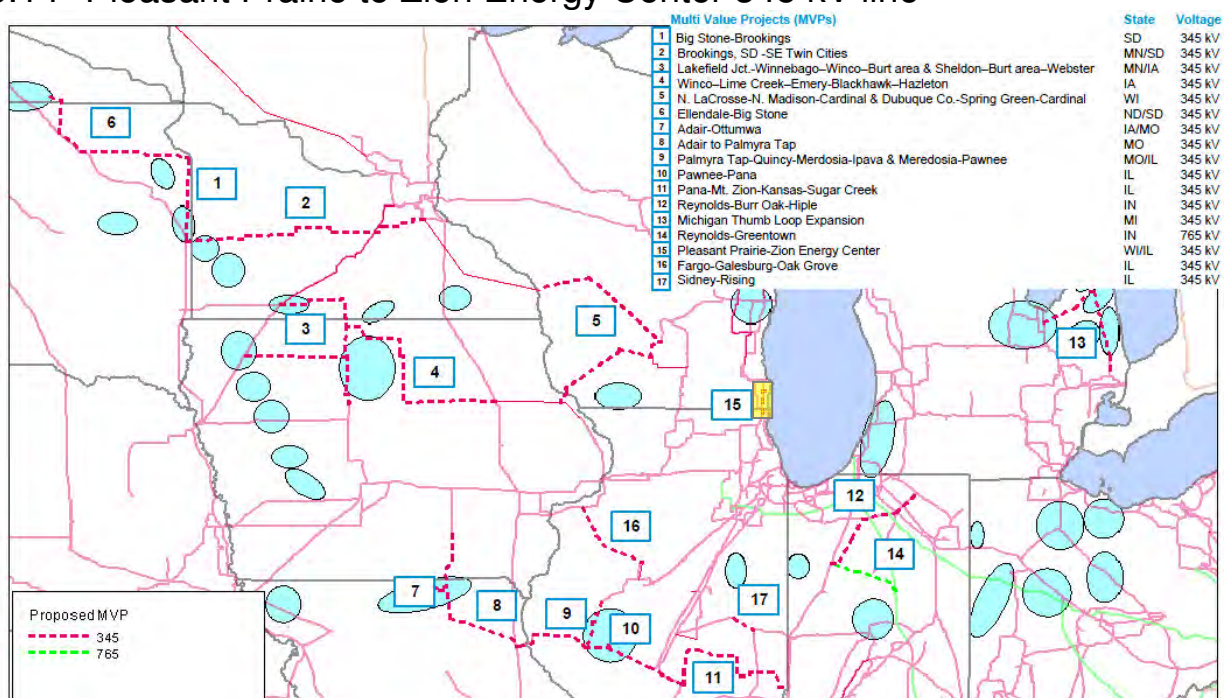 Pleasant Prairie to Zion Energy Center 345 kV line
Multi Value Projects (MVPs) State Voltage
1 Big Stone-Brookings SD 345 kV
2 Brookings, SD -SE Twin Cities MN/SD 345 kV
3 Lakefield Jct.-Winnebago–Winco–Burt area & Sheldon–Burt area–Webster MN/IA 345 kV
4 Winco–Lime Creek–Emery-Blackhawk–Hazleton IA 345 kV
5 N. LaCrosse-N. Madison-Cardinal & Dubuque Co.-Spring Green-Cardinal WI 345 kV
6 Ellendale-Big Stone ND/SD 345 kV
7 Adair-Ottumwa IA/MO 345 kV
8 Adair to Palmyra Tap MO 345 kV
9 Palmyra Tap-Quincy-Merdosia-Ipava & Meredosia-Pawnee MO/IL 345 kV
10 Pawnee-Pana IL 345 kV
11 Pana-Mt. Zion-Kansas-Sugar Creek IL 345 kV
12 Reynolds-Burr Oak-Hiple IN 345 kV
13 Michigan Thumb Loop Expansion MI 345 kV
14 Reynolds-Greentown IN 765 kV
15 Pleasant Prairie-Zion Energy Center WI/IL 345 kV
16 Fargo-Galesburg-Oak Grove IL 345 kV
17 Sidney-Rising IL 345 kV
6
1
2
3
5
13
4
15
12
16
14
7
8
9
10
17
11
Proposed MVP
345
765